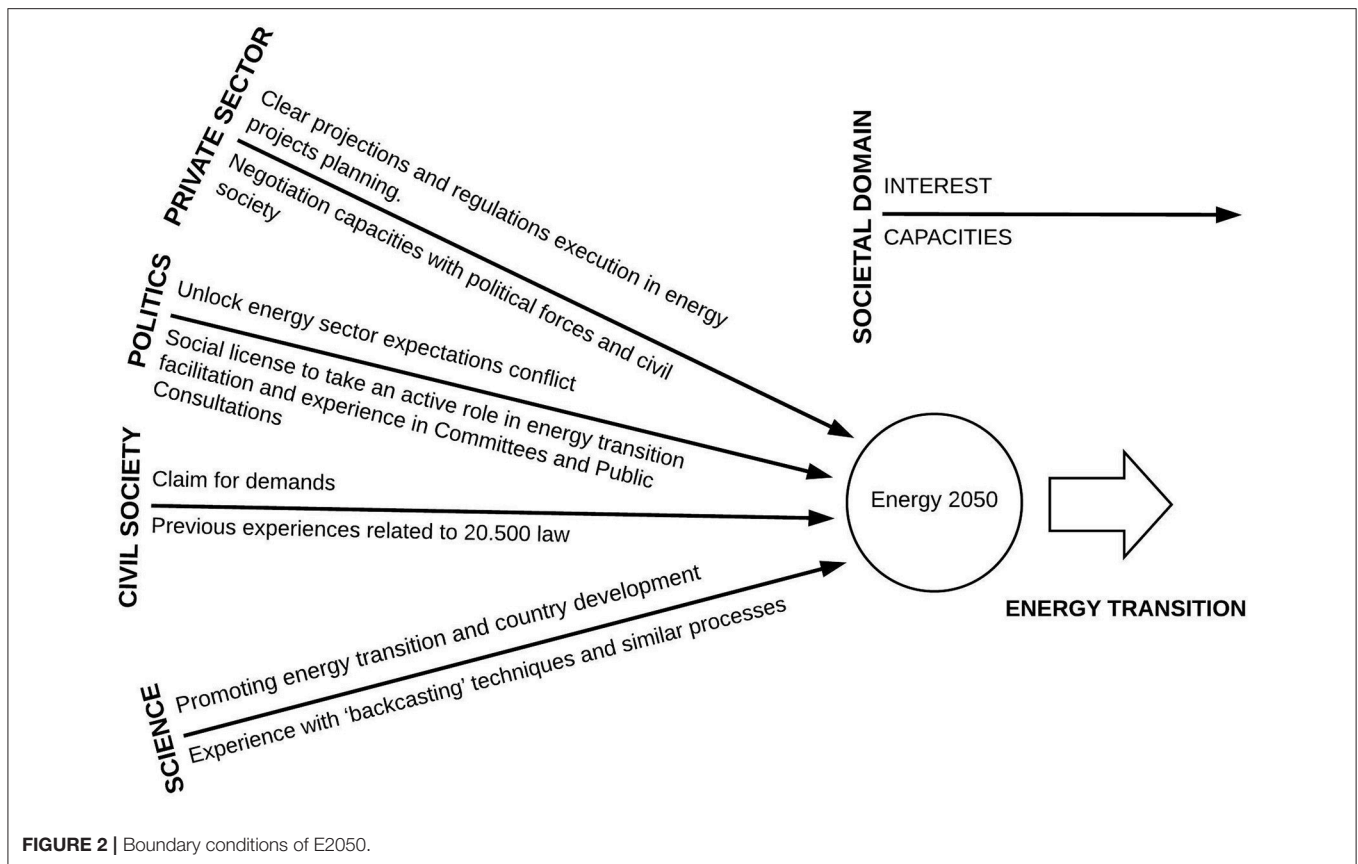 PRIVATE SECTOR
Clear projections and regulations execution in energy
projects planning.
Negotiation capacities with political forces and civil
society
POLITICS
Unlock energy sector expectations conflict
Social license to take an active role in energy transition
facilitation and experience in Committees and Public
Consultations
CIVIL SOCIETY
Claim for demands
Previous experiences related to 20.500 law
SCIENCE
Promoting energy transition and country development
Experience with ‘backcasting’ techniques and similar processes
SOCIETAL DOMAIN
INTEREST
CAPACITIES
Energy 2050
ENERGY TRANSITION
FIGURE 2 | Boundary conditions of E2050.